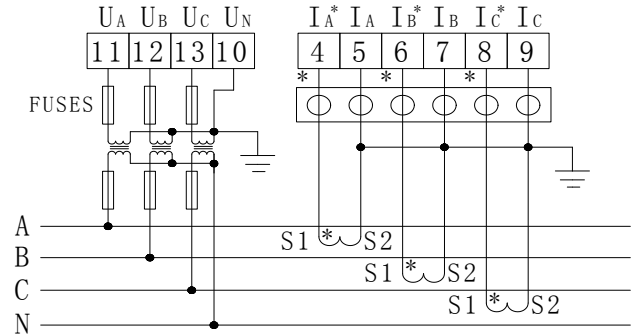 UA UB UC UN IA* IA IB* IB IC* IC
11 12 13 10 4 5 6 7 8 9
* * *
FUSES
A S1 * S2
B S1 * S2
C S1 * S2
N